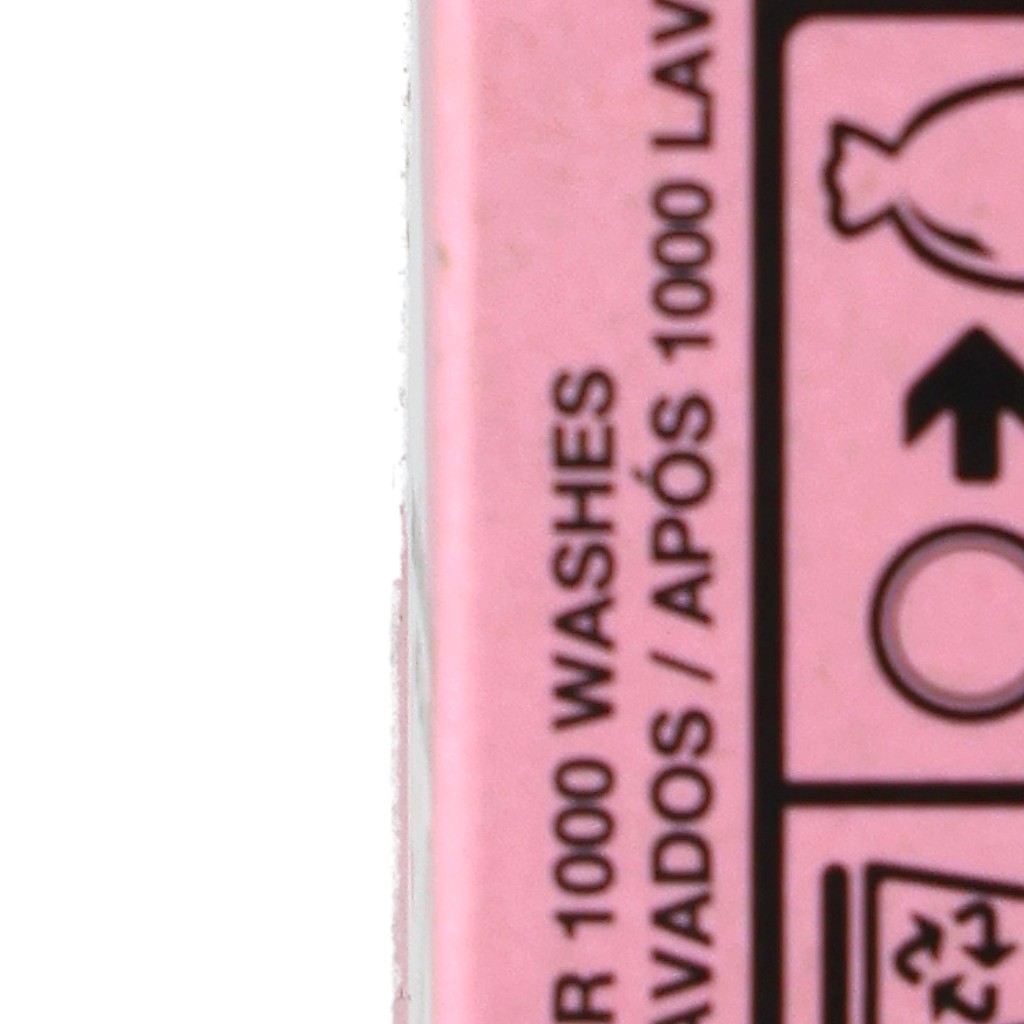 R 1000 WASHES
AVADOS / APÓS 1000 LAV